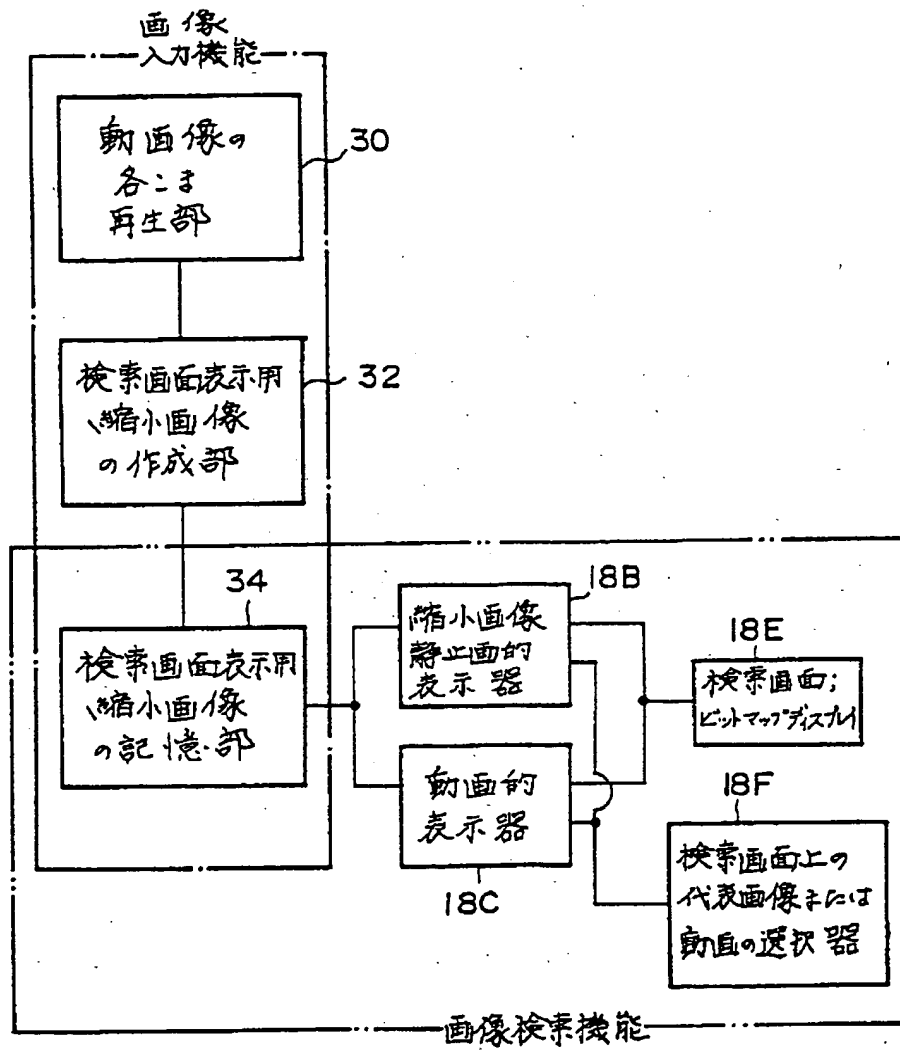 画像
入力機能
動画像の
各こま
再生部
30
検索画面表示用
縮小画像
の作成部
32
34
検索画面表示用
縮小画像
の記憶部
18B
縮小画像
静止画的
表示器
動画的
表示器
18C
18E
検索画面;
ビットマップディスプレイ
18F
検索画面上の
代表画像または
動画の選択器
画像検索機能